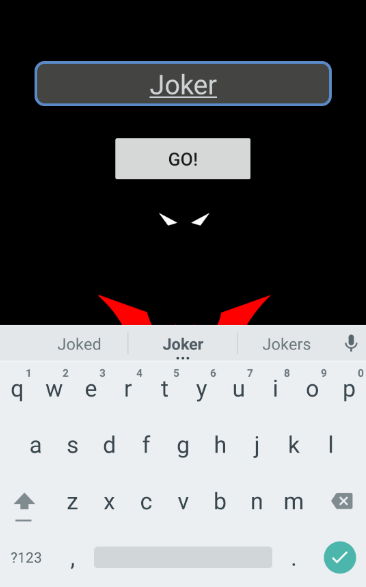 Joker
GO!
Joked Joker Jokers
1 2 3 4 5 6 7 8 9 0
q w e r t y u i o p
a s d f g h j k l
z x c v b n m
?123 , .